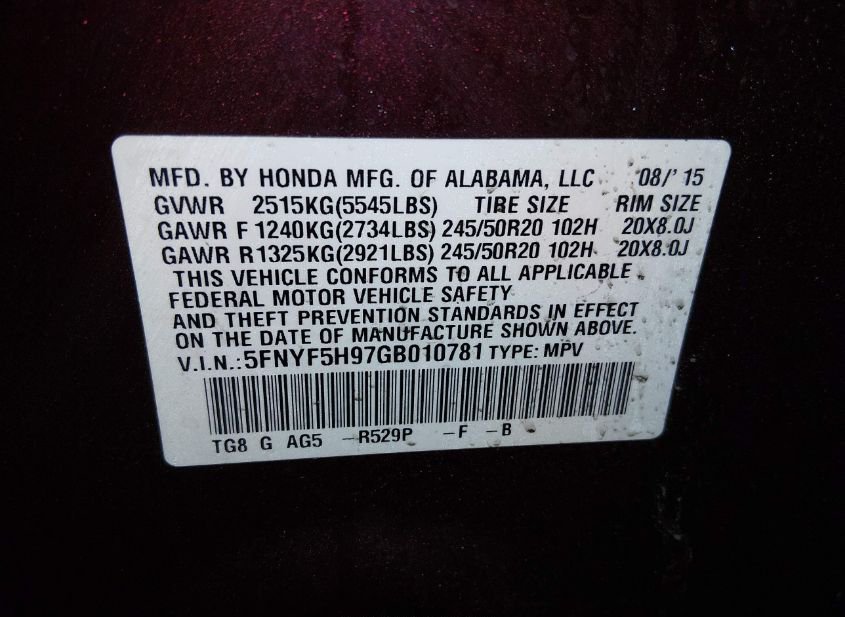 MFD. BY HONDA MFG. OF ALABAMA, LLC 08/'15
GVWR 2515KG(5545LBS) TIRE SIZE RIM SIZE
GAWR F 1240KG(2734LBS) 245/50R20 102H 20X8.0J
GAWR R 1325KG(2921LBS) 245/50R20 102H 20X8.0J
THIS VEHICLE CONFORMS TO ALL APPLICABLE
FEDERAL MOTOR VEHICLE SAFETY
AND THEFT PREVENTION STANDARDS IN EFFECT
ON THE DATE OF MANUFACTURE SHOWN ABOVE.
V.I.N.:5FNYF5H97GB010781 TYPE: MPV
TG8 G AG5 -R529P -F -B